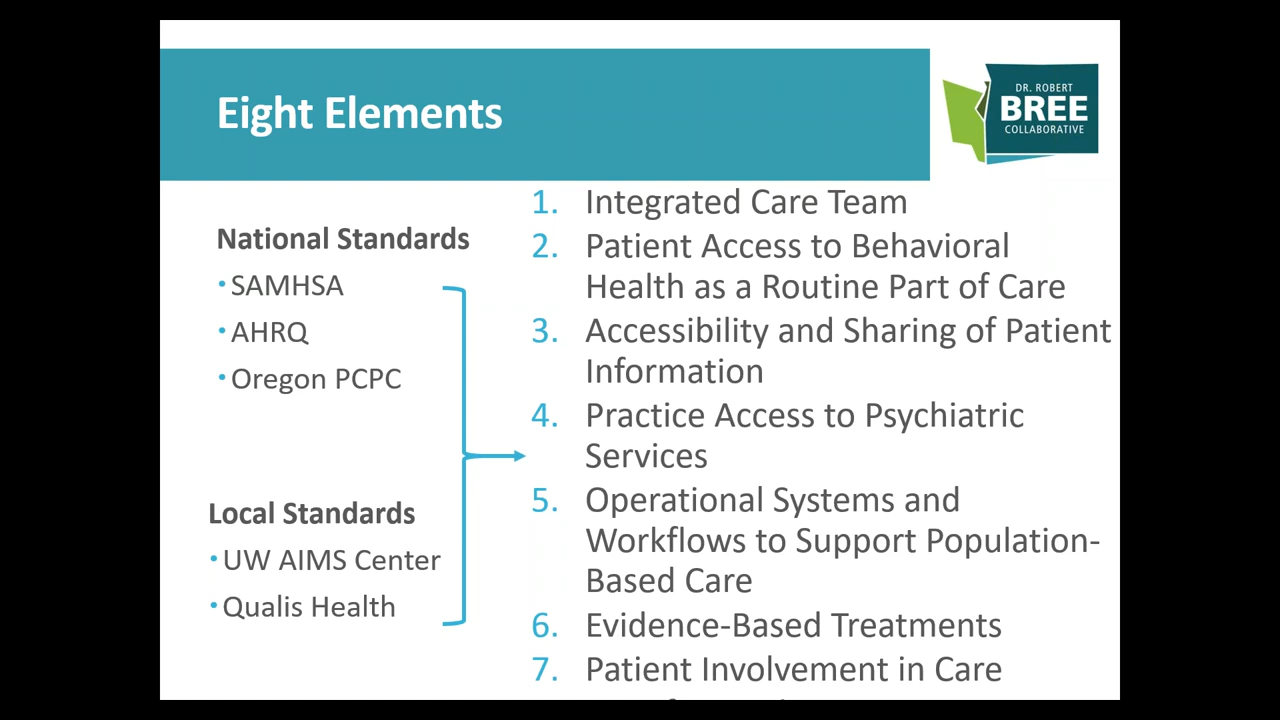 Eight Elements
DR. ROBERT
BREE
COLLABORATIVE
National Standards
•SAMHSA
•AHRQ
•Oregon PCPC
Local Standards
•UW AIMS Center
•Qualis Health
1. Integrated Care Team
2. Patient Access to Behavioral
Health as a Routine Part of Care
3. Accessibility and Sharing of Patient
Information
4. Practice Access to Psychiatric
Services
5. Operational Systems and
Workflows to Support Population-
Based Care
6. Evidence-Based Treatments
7. Patient Involvement in Care